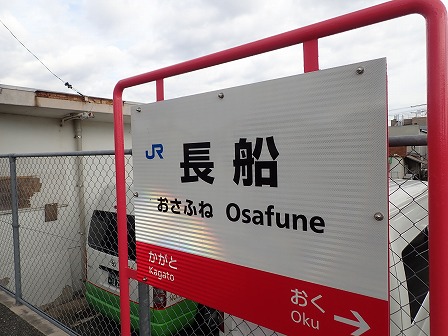 JR 長船
おさふね Osafune
かがと
Kagato
おく
Oku →